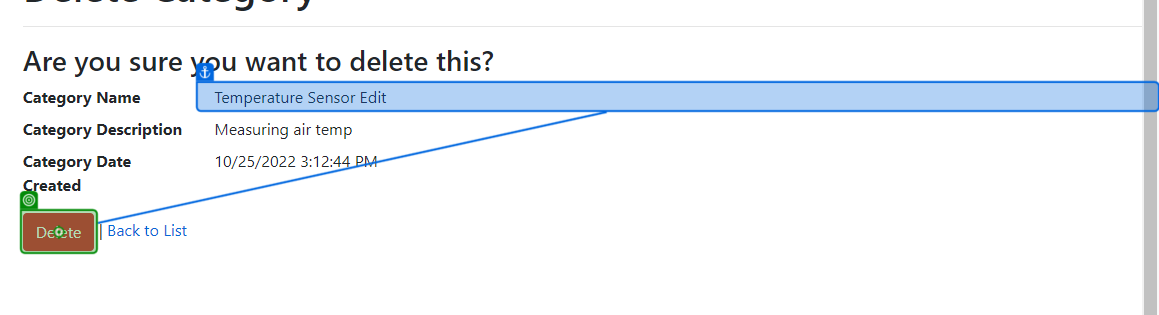 Delete Category
Are you sure you want to delete this?
Category Name Temperature Sensor Edit
Category Description Measuring air temp
Category Date Created 10/25/2022 3:12:44 PM
Delete | Back to List